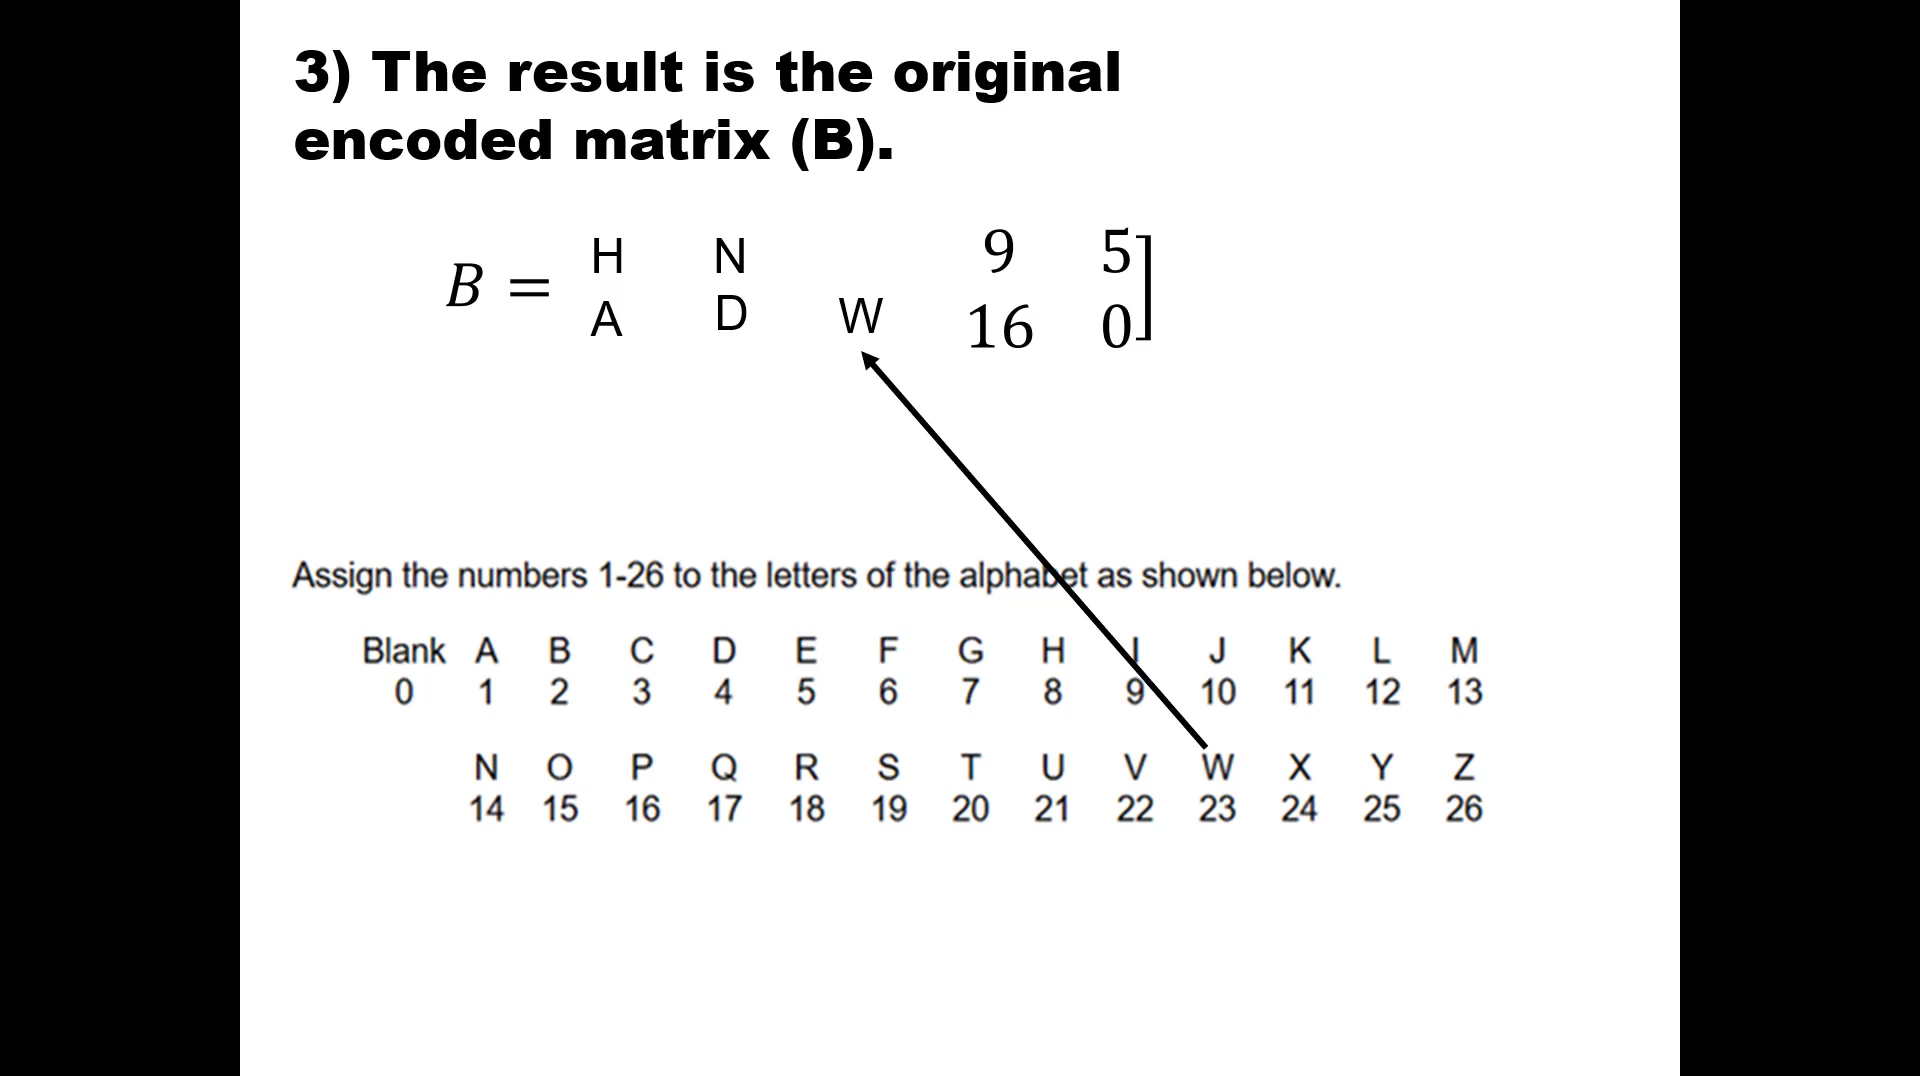 3) The result is the original
encoded matrix (B).
H N 9 5]
B =
A D W 16 0
Assign the numbers 1-26 to the letters of the alphabet as shown below.
Blank A B C D E F G H I J K L M
0 1 2 3 4 5 6 7 8 9 10 11 12 13
N O P Q R S T U V W X Y Z
14 15 16 17 18 19 20 21 22 23 24 25 26